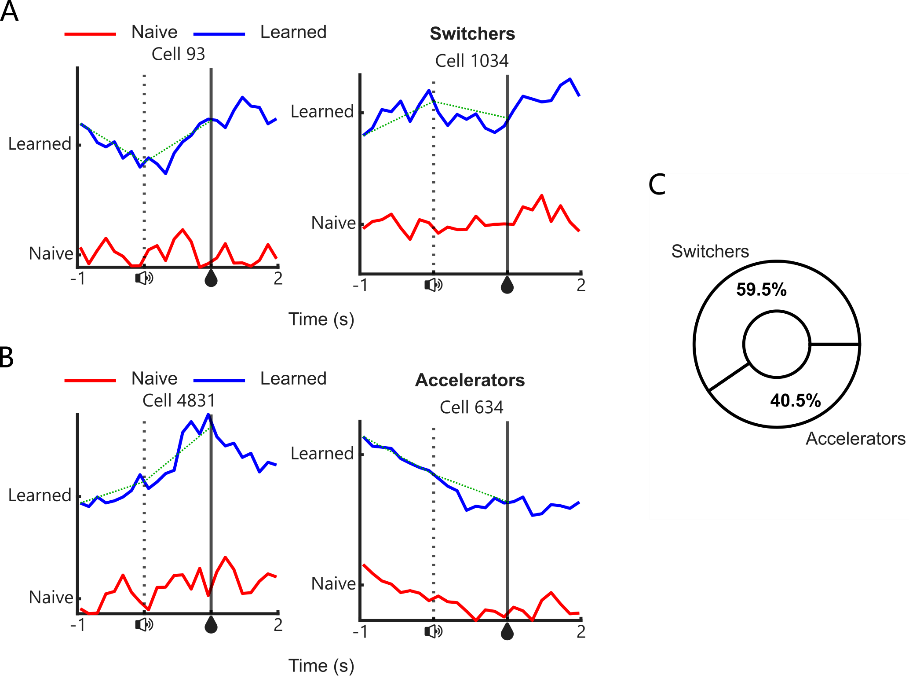 A
Naive Learned
Switchers
Cell 93
Cell 1034
Learned
Naive
-1
2
Learned
Naive
-1
2
Time (s)
B
Naive Learned
Accelerators
Cell 4831
Cell 634
Learned
Naive
-1
2
Learned
Naive
-1
2
Time (s)
C
Switchers
59.5%
40.5%
Accelerators